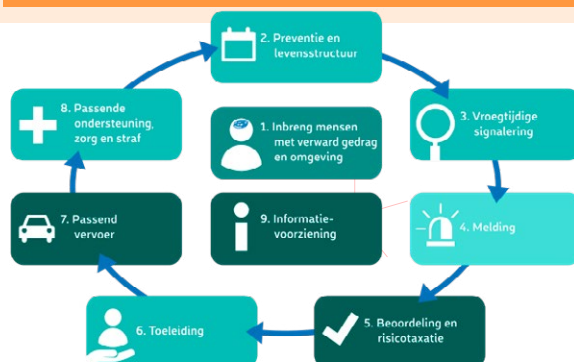 2. Preventie en
levensstructuur
8. Passende
ondersteuning,
zorg en straf
1. Inbreng mensen
met verward gedrag
en omgeving
3. Vroegtijdige
signalering
7. Passend
vervoer
9. Informatie-
voorziening
4. Melding
6. Toeleiding
5. Beoordeling en
risicotaxatie